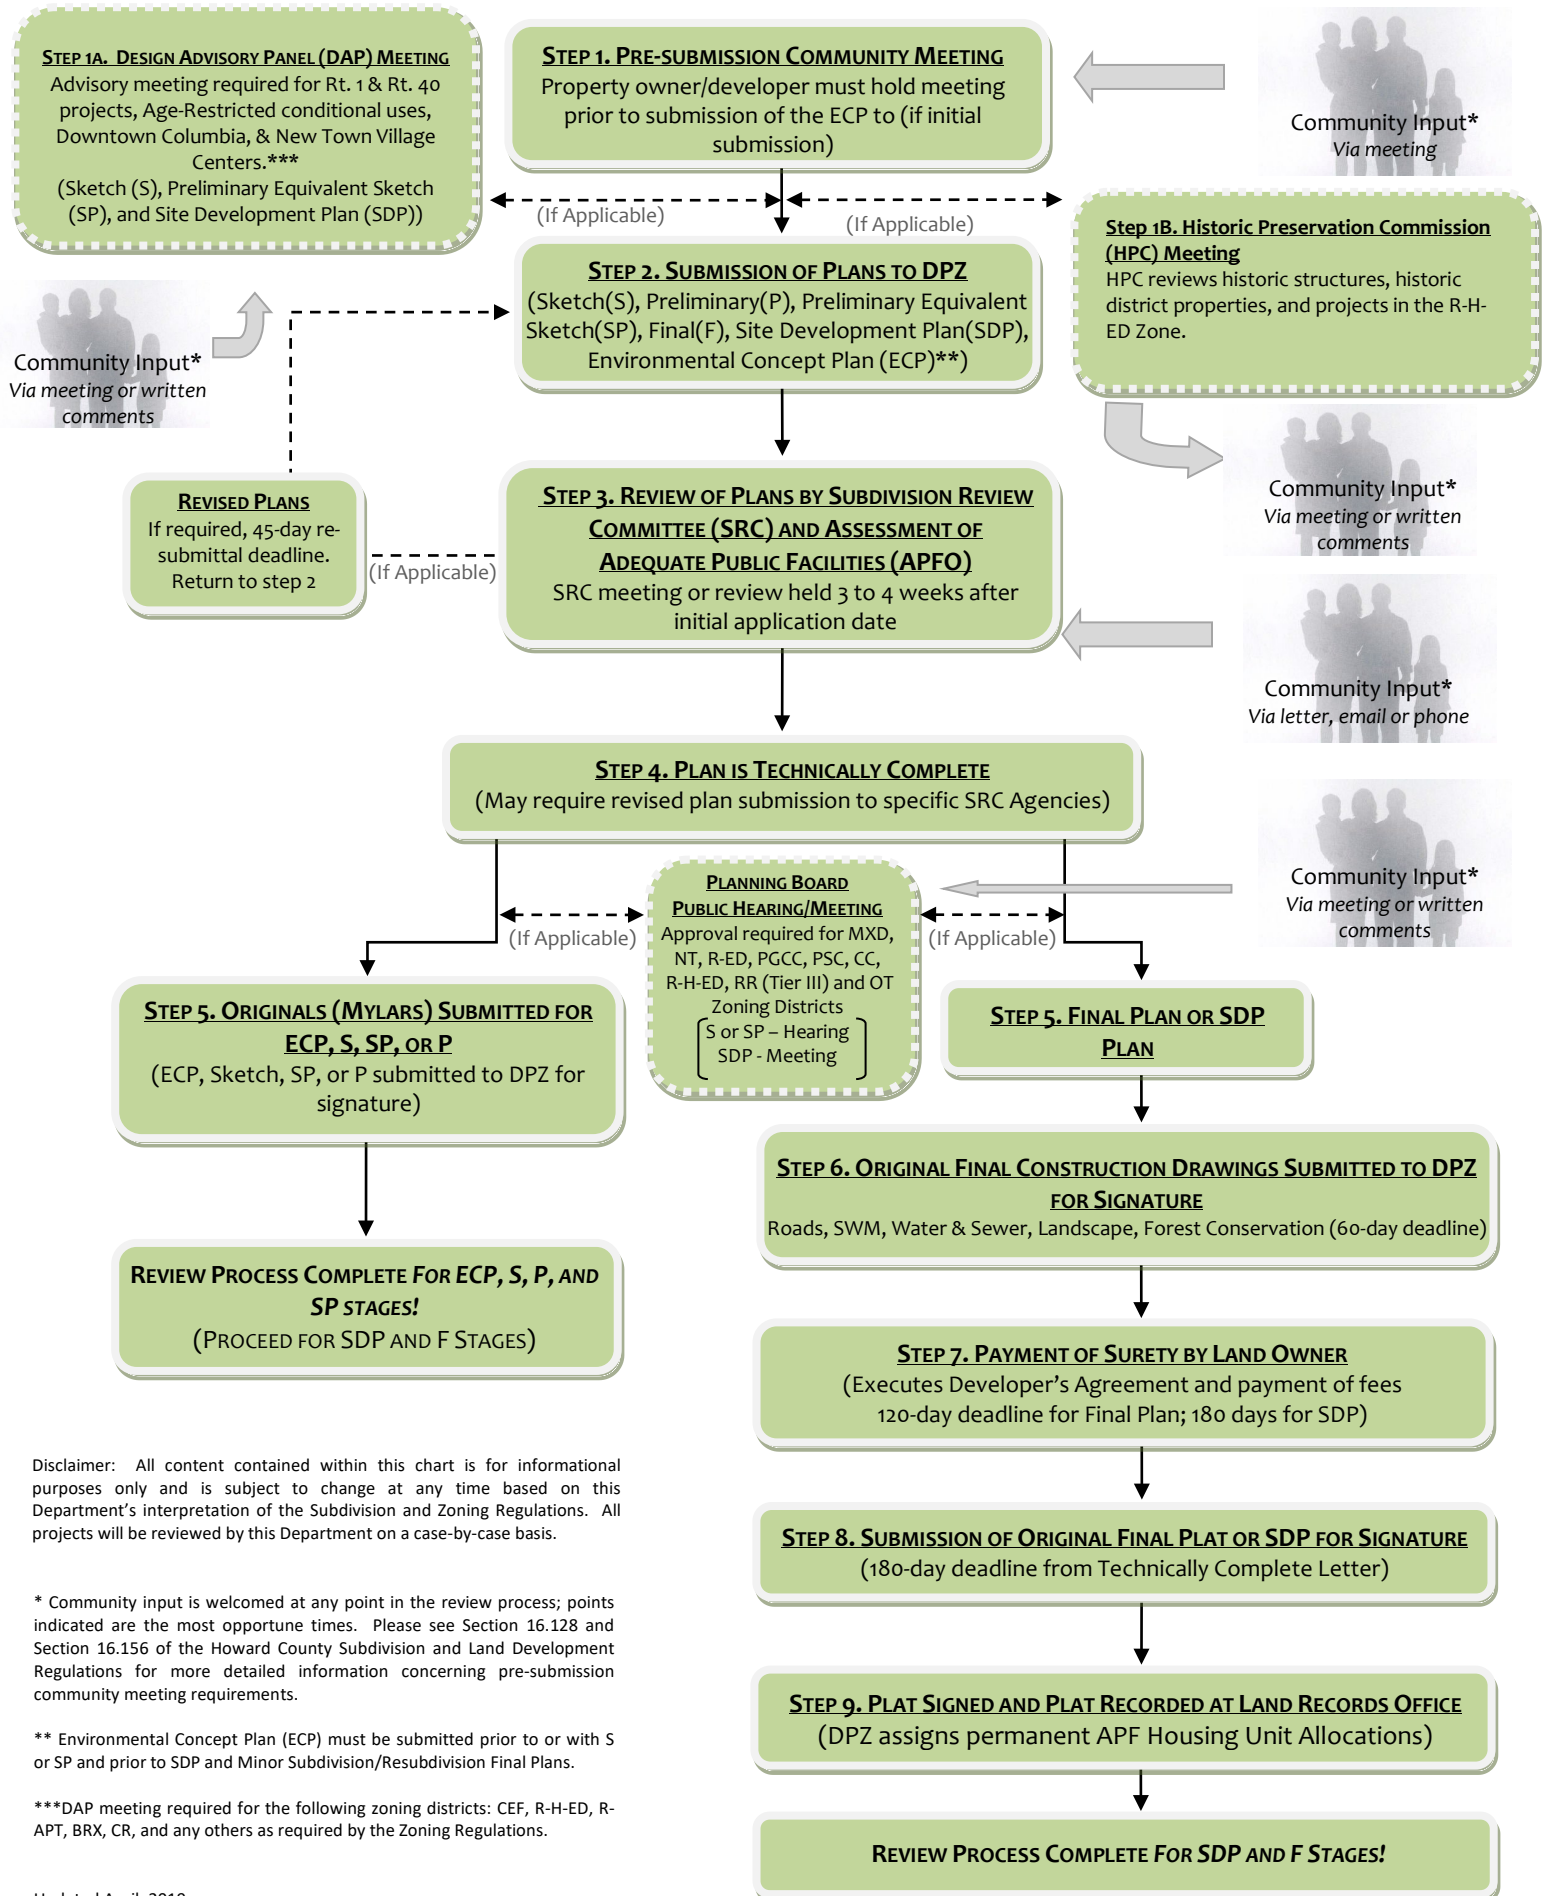 STEP 1A. DESIGN ADVISORY PANEL (DAP) MEETING
Advisory meeting required for Rt. 1 & Rt. 40
projects, Age-Restricted conditional uses,
Downtown Columbia, & New Town Village
Centers.***
(Sketch (S), Preliminary Equivalent Sketch
(SP), and Site Development Plan (SDP))
STEP 1. PRE-SUBMISSION COMMUNITY MEETING
Property owner/developer must hold meeting
prior to submission of the ECP to (if initial
submission)
Community Input*
Via meeting
(If Applicable)
(If Applicable)
Step 1B. Historic Preservation Commission
(HPC) Meeting
HPC reviews historic structures, historic
district properties, and projects in the R-H-
ED Zone.
STEP 2. SUBMISSION OF PLANS TO DPZ
(Sketch(S), Preliminary(P), Preliminary Equivalent
Sketch(SP), Final(F), Site Development Plan(SDP),
Environmental Concept Plan (ECP)**)
Community Input*
Via meeting or written
comments
Community Input*
Via meeting or written
comments
REVISED PLANS
If required, 45-day re-
submittal deadline.
Return to step 2
(If Applicable)
STEP 3. REVIEW OF PLANS BY SUBDIVISION REVIEW
COMMITTEE (SRC) AND ASSESSMENT OF
ADEQUATE PUBLIC FACILITIES (APFO)
SRC meeting or review held 3 to 4 weeks after
initial application date
Community Input*
Via letter, email or phone
STEP 4. PLAN IS TECHNICALLY COMPLETE
(May require revised plan submission to specific SRC Agencies)
Community Input*
Via meeting or written
comments
(If Applicable)
PLANNING BOARD
PUBLIC HEARING/MEETING
Approval required for MXD,
NT, R-ED, PGCC, PSC, CC,
R-H-ED, RR (Tier III) and OT
Zoning Districts
S or SP – Hearing
SDP - Meeting
(If Applicable)
STEP 5. ORIGINALS (MYLARS) SUBMITTED FOR
ECP, S, SP, OR P
(ECP, Sketch, SP, or P submitted to DPZ for
signature)
STEP 5. FINAL PLAN OR SDP
PLAN
STEP 6. ORIGINAL FINAL CONSTRUCTION DRAWINGS SUBMITTED TO DPZ
FOR SIGNATURE
Roads, SWM, Water & Sewer, Landscape, Forest Conservation (60-day deadline)
REVIEW PROCESS COMPLETE FOR ECP, S, P, AND
SP STAGES!
(PROCEED FOR SDP AND F STAGES)
STEP 7. PAYMENT OF SURETY BY LAND OWNER
(Executes Developer’s Agreement and payment of fees
120-day deadline for Final Plan; 180 days for SDP)
STEP 8. SUBMISSION OF ORIGINAL FINAL PLAT OR SDP FOR SIGNATURE
(180-day deadline from Technically Complete Letter)
STEP 9. PLAT SIGNED AND PLAT RECORDED AT LAND RECORDS OFFICE
(DPZ assigns permanent APF Housing Unit Allocations)
REVIEW PROCESS COMPLETE FOR SDP AND F STAGES!
Disclaimer: All content contained within this chart is for informational
purposes only and is subject to change at any time based on this
Department’s interpretation of the Subdivision and Zoning Regulations. All
projects will be reviewed by this Department on a case-by-case basis.
* Community input is welcomed at any point in the review process; points
indicated are the most opportune times. Please see Section 16.128 and
Section 16.156 of the Howard County Subdivision and Land Development
Regulations for more detailed information concerning pre-submission
community meeting requirements.
** Environmental Concept Plan (ECP) must be submitted prior to or with S
or SP and prior to SDP and Minor Subdivision/Resubdivision Final Plans.
***DAP meeting required for the following zoning districts: CEF, R-H-ED, R-
APT, BRX, CR, and any others as required by the Zoning Regulations.